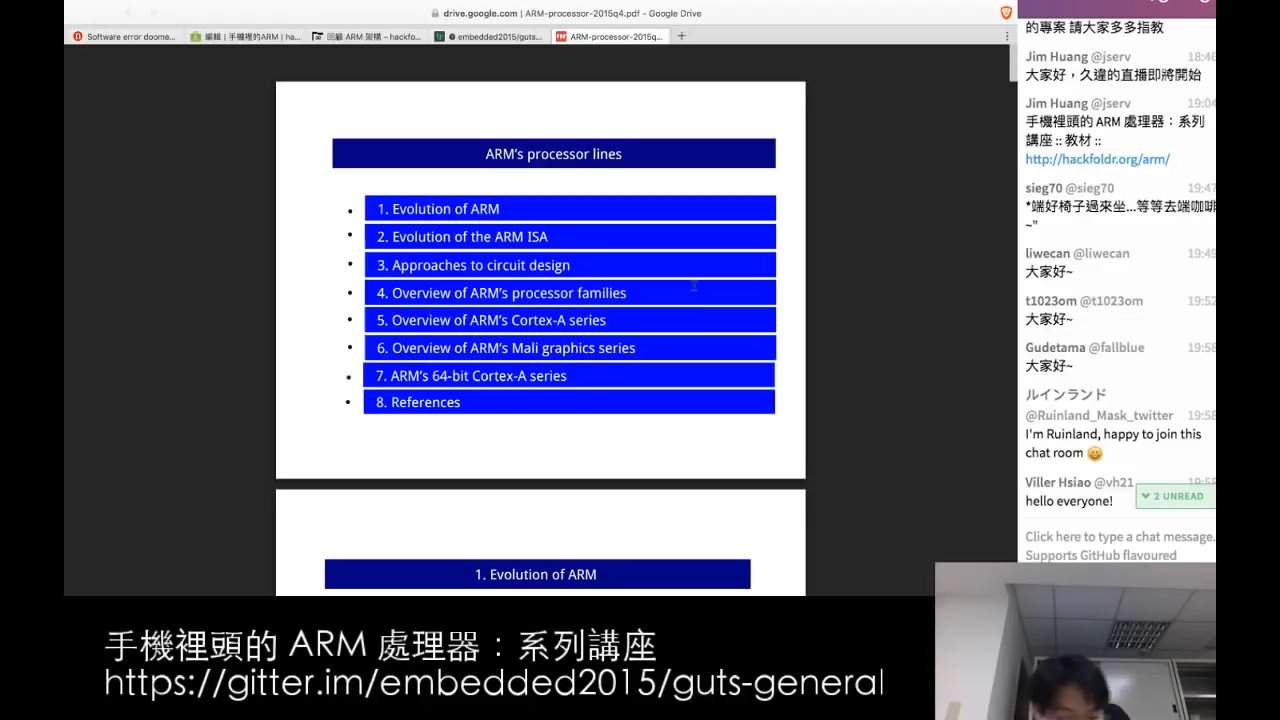 drive.google.com | ARM-processor-2015q4.pdf - Google Drive
Software error doome...
編輯 | 手機裡的ARM | ha...
回顧 ARM 架構 – hackfo...
embedded2015/guts...
ARM-processor-2015q...
ARM's processor lines
• 1. Evolution of ARM
• 2. Evolution of the ARM ISA
• 3. Approaches to circuit design
• 4. Overview of ARM's processor families
• 5. Overview of ARM's Cortex-A series
• 6. Overview of ARM's Mali graphics series
• 7. ARM's 64-bit Cortex-A series
• 8. References
1. Evolution of ARM
的專案 請大家多多指教
Jim Huang @jserv 18:46
大家好，久違的直播即將開始
Jim Huang @jserv 19:04
手機裡頭的 ARM 處理器：系列
講座 :: 教材 ::
http://hackfoldr.org/arm/
sieg70 @sieg70 19:47
*端好椅子過來坐...等等去端咖啡
~"
liwecan @liwecan 19:49
大家好~
t1023om @t1023om 19:52
大家好~
Gudetama @fallblue 19:58
大家好~
ルインランド
@Ruinland_Mask_twitter 19:58
I'm Ruinland, happy to join this
chat room
Viller Hsiao @vh21
hello everyone!
2 UNREAD
Click here to type a chat message.
Supports GitHub flavoured
手機裡頭的 ARM 處理器：系列講座
https://gitter.im/embedded2015/guts-general